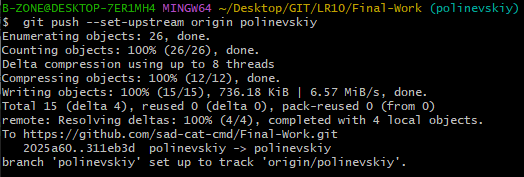 B-ZONE@DESKTOP-7ER1MH4 MINGW64 ~/Desktop/GIT/LR10/Final-Work (polinevskiy)
$  git push --set-upstream origin polinevskiy
Enumerating objects: 26, done.
Counting objects: 100% (26/26), done.
Delta compression using up to 8 threads
Compressing objects: 100% (12/12), done.
Writing objects: 100% (15/15), 736.18 KiB | 6.57 MiB/s, done.
Total 15 (delta 4), reused 0 (delta 0), pack-reused 0 (from 0)
remote: Resolving deltas: 100% (4/4), completed with 4 local objects.
To https://github.com/sad-cat-cmd/Final-Work.git
   2025a60..311eb3d  polinevskiy -> polinevskiy
branch 'polinevskiy' set up to track 'origin/polinevskiy'.